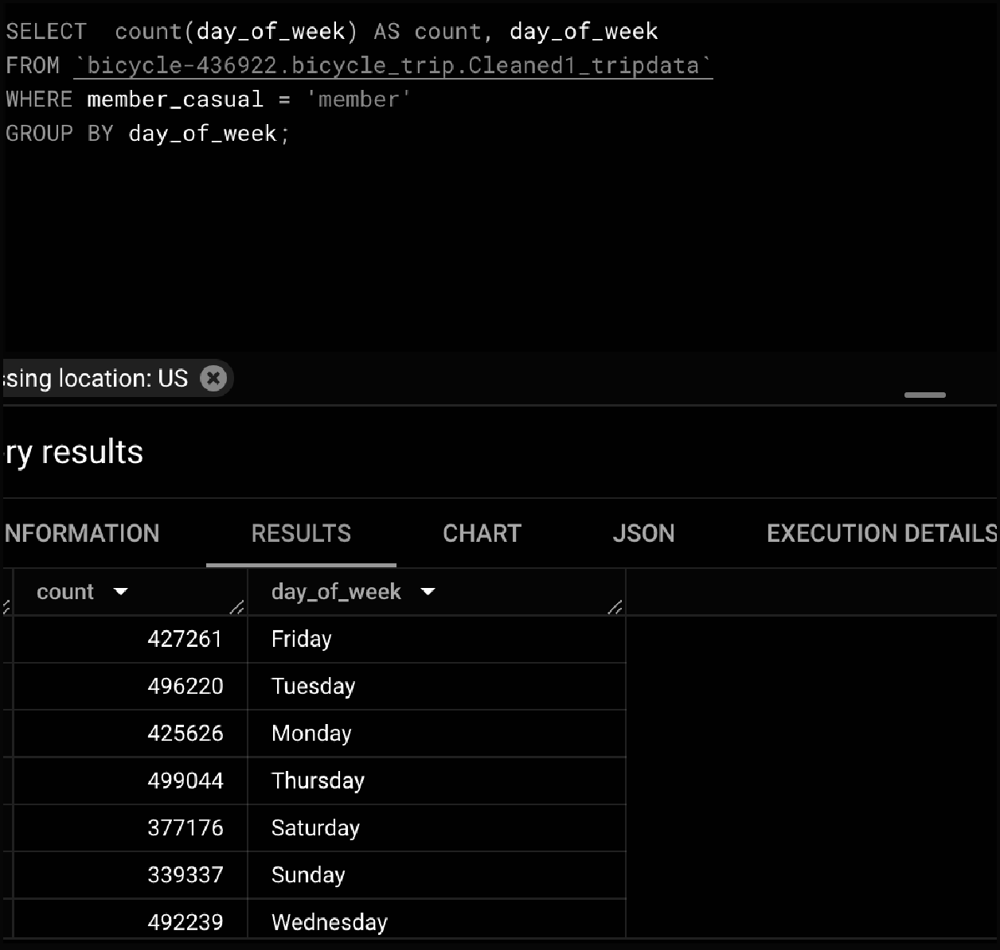 SELECT  count(day_of_week) AS count, day_of_week
FROM `bicycle-436922.bicycle_trip.Cleaned1_tripdata`
WHERE member_casual = 'member'
GROUP BY day_of_week;
ssing location: US
ry results
NFORMATION RESULTS CHART JSON EXECUTION DETAILS
count day_of_week
427261 Friday
496220 Tuesday
425626 Monday
499044 Thursday
377176 Saturday
339337 Sunday
492239 Wednesday